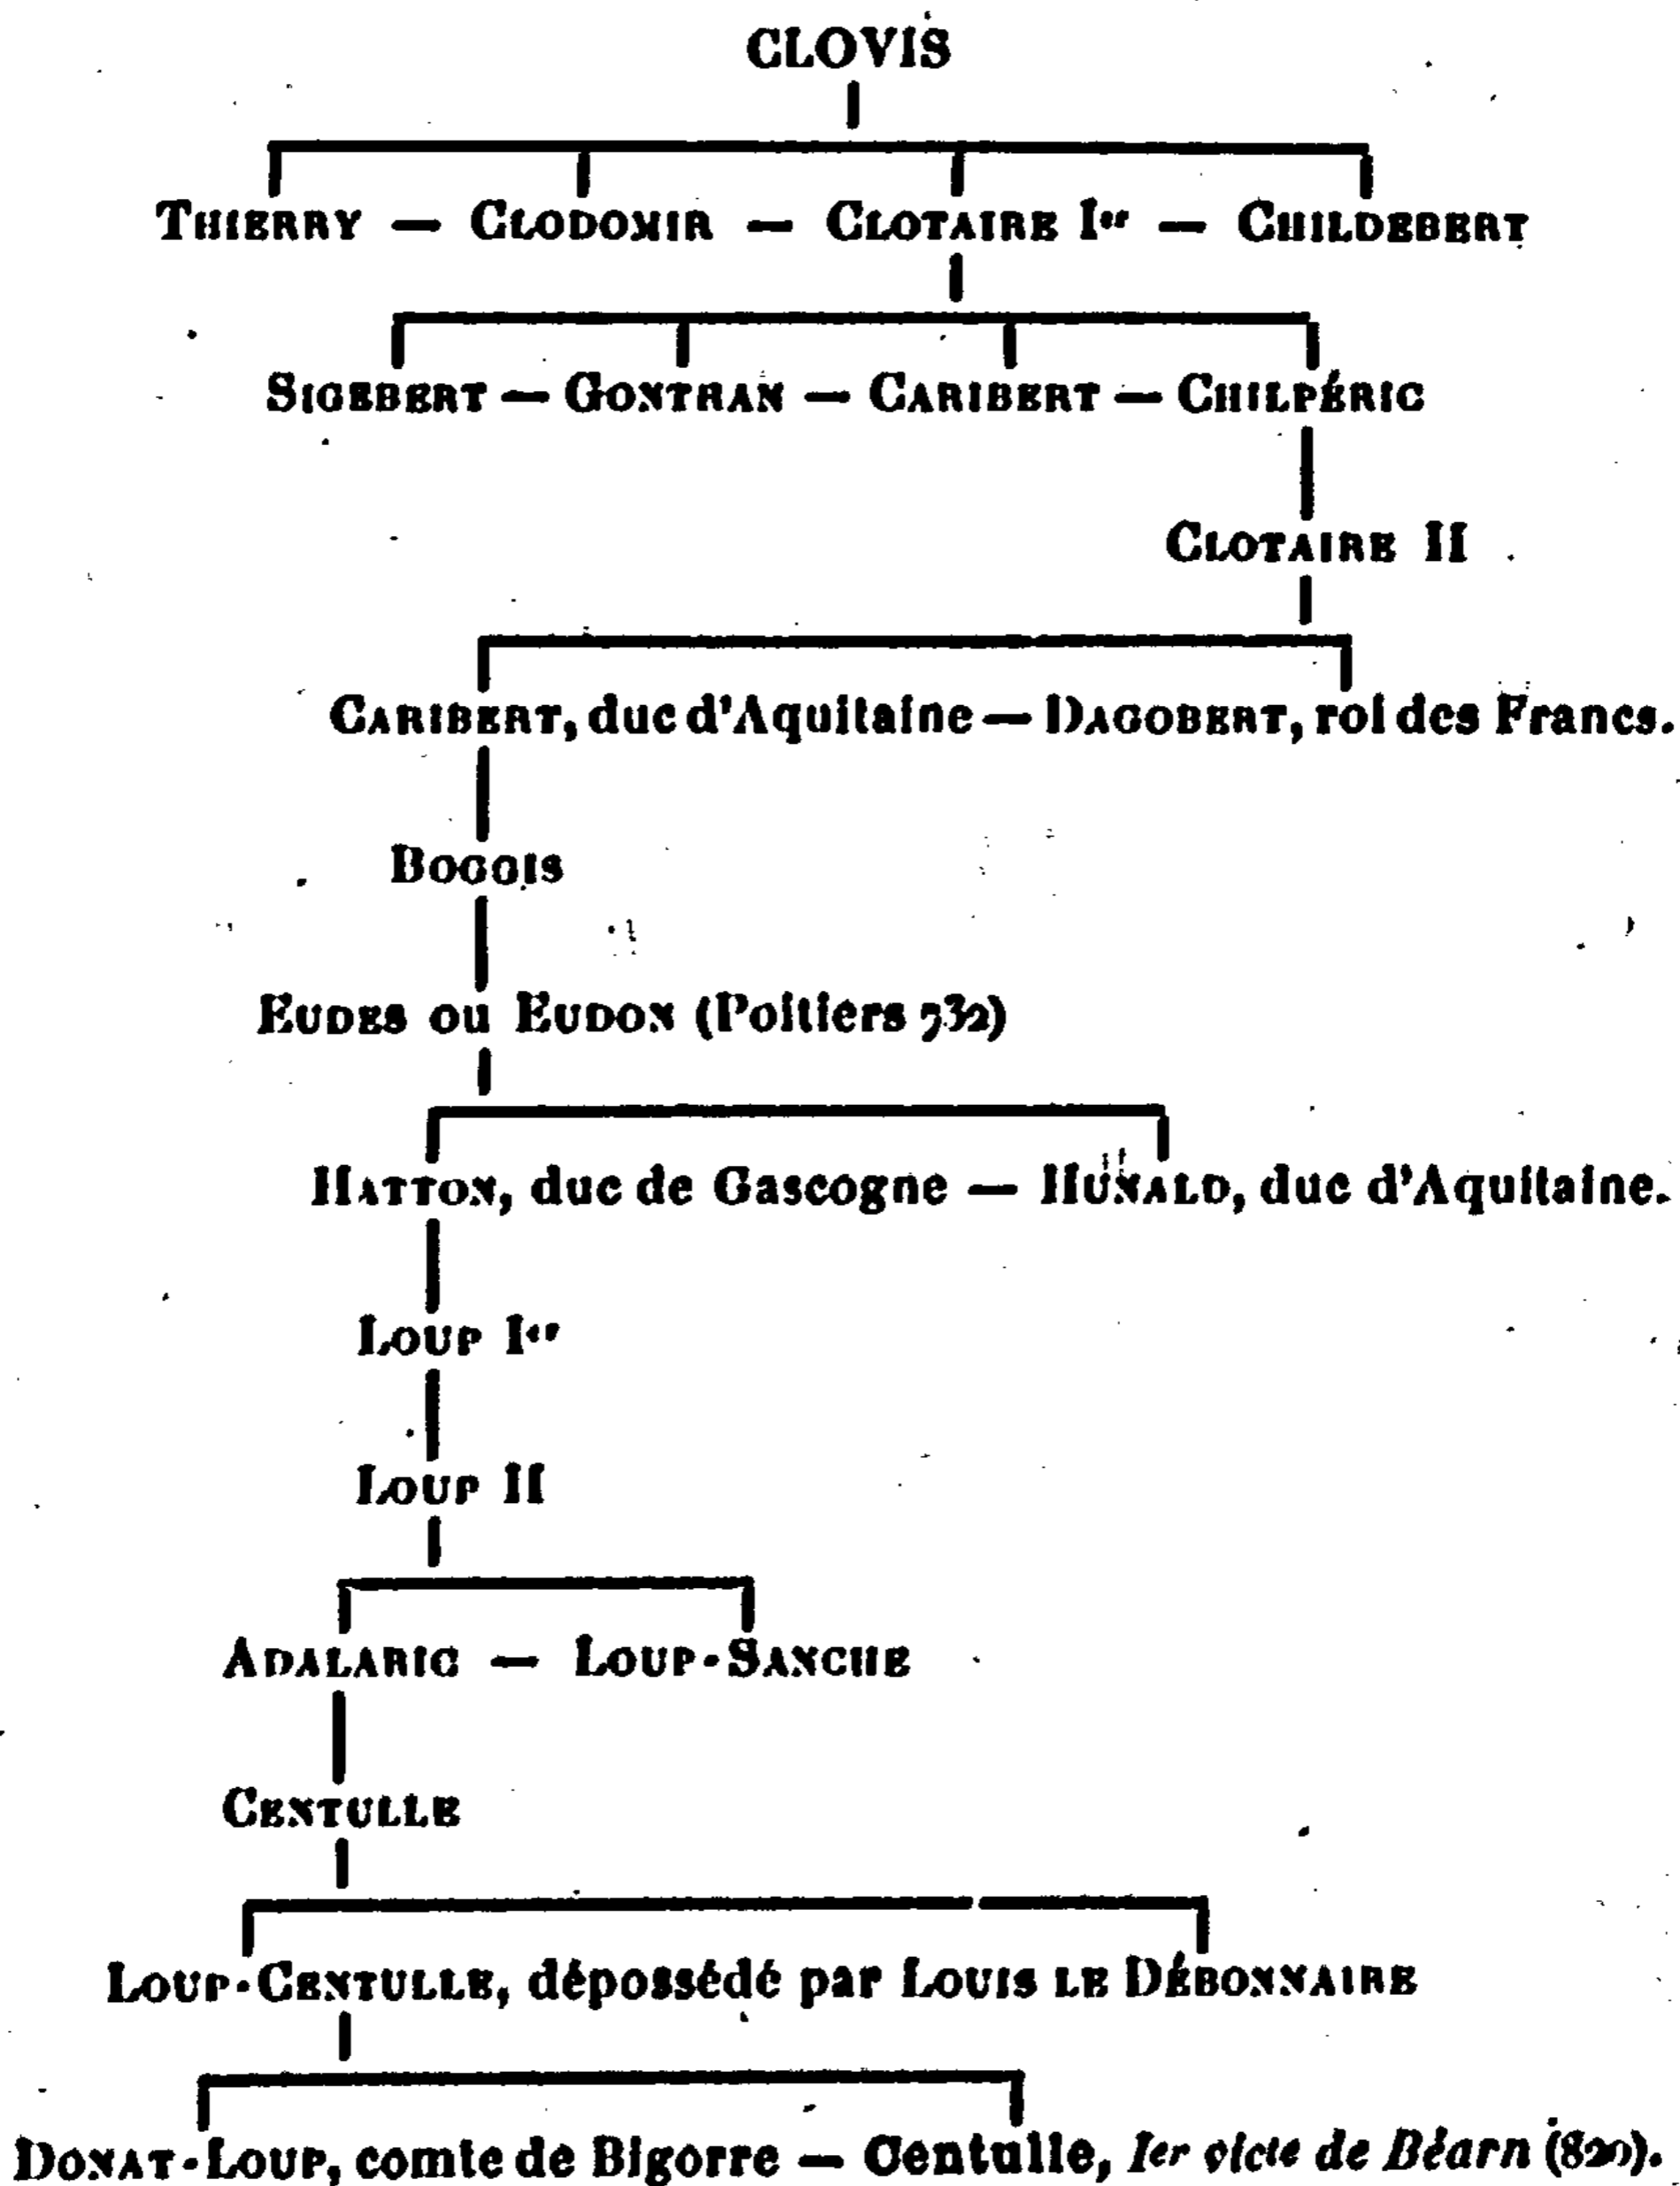 CLOVIS
THIERRY — CLODOMIR — CLOTAIRE Ier — CHILDEBERT
SIGEBERT — GONTRAN — CARIBERT — CHILPÉRIC
CLOTAIRE II
CARIBERT, duc d'Aquitaine — DAGOBERT, roi des Francs.
BOGGIS
EUDES ou EUDON (Poitiers 732)
HATTON, duc de Gascogne — HUNALD, duc d'Aquitaine.
LOUP Ier
LOUP II
ADALARIC — LOUP-SANCHE
CENTULLE
LOUP-CENTULLE, dépossédé par LOUIS LE DÉBONNAIRE
DONAT-LOUP, comte de Bigorre — Centulle, Ier victe de Béarn (820).